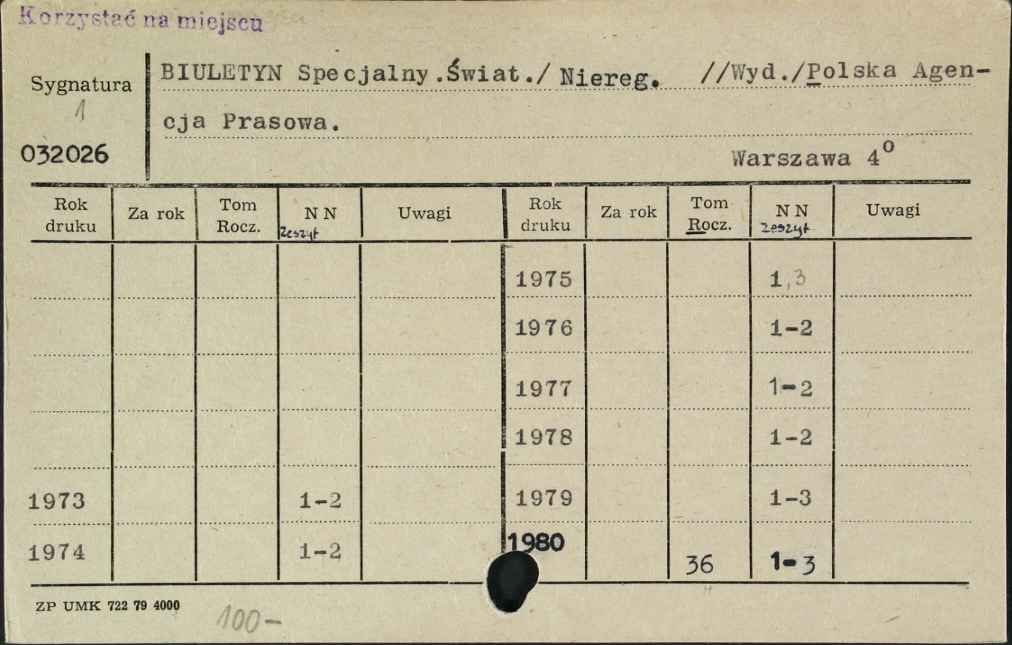 Korzystać na miejscu
Sygnatura
1
032026
BIULETYN Specjalny.Świat./ Niereg. //Wyd./Polska Agen-
cja Prasowa.
Warszawa 4°
Rok druku Za rok Tom Rocz. N N zeszyt Uwagi Rok druku Za rok Tom Rocz. N N zeszyt Uwagi
1975 1,3
1976 1-2
1977 1-2
1978 1-2
1973 1-2 1979 1-3
1974 1-2 1980 36 1-3
ZP UMK 722 79 4000
100-